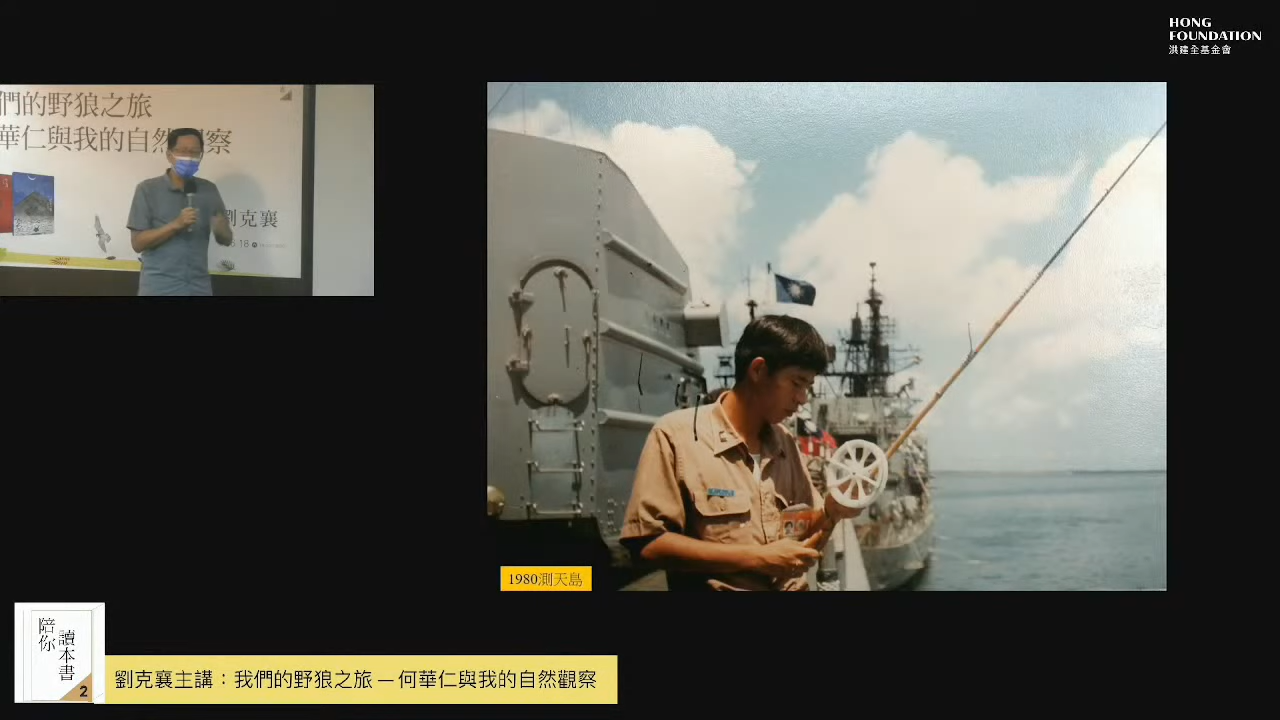 HONG
FOUNDATION
洪建全基金會
們的野狼之旅
華仁與我的自然觀察
劉克襄
1980測天島
陪你
讀本書
2
劉克襄主講：我們的野狼之旅 — 何華仁與我的自然觀察